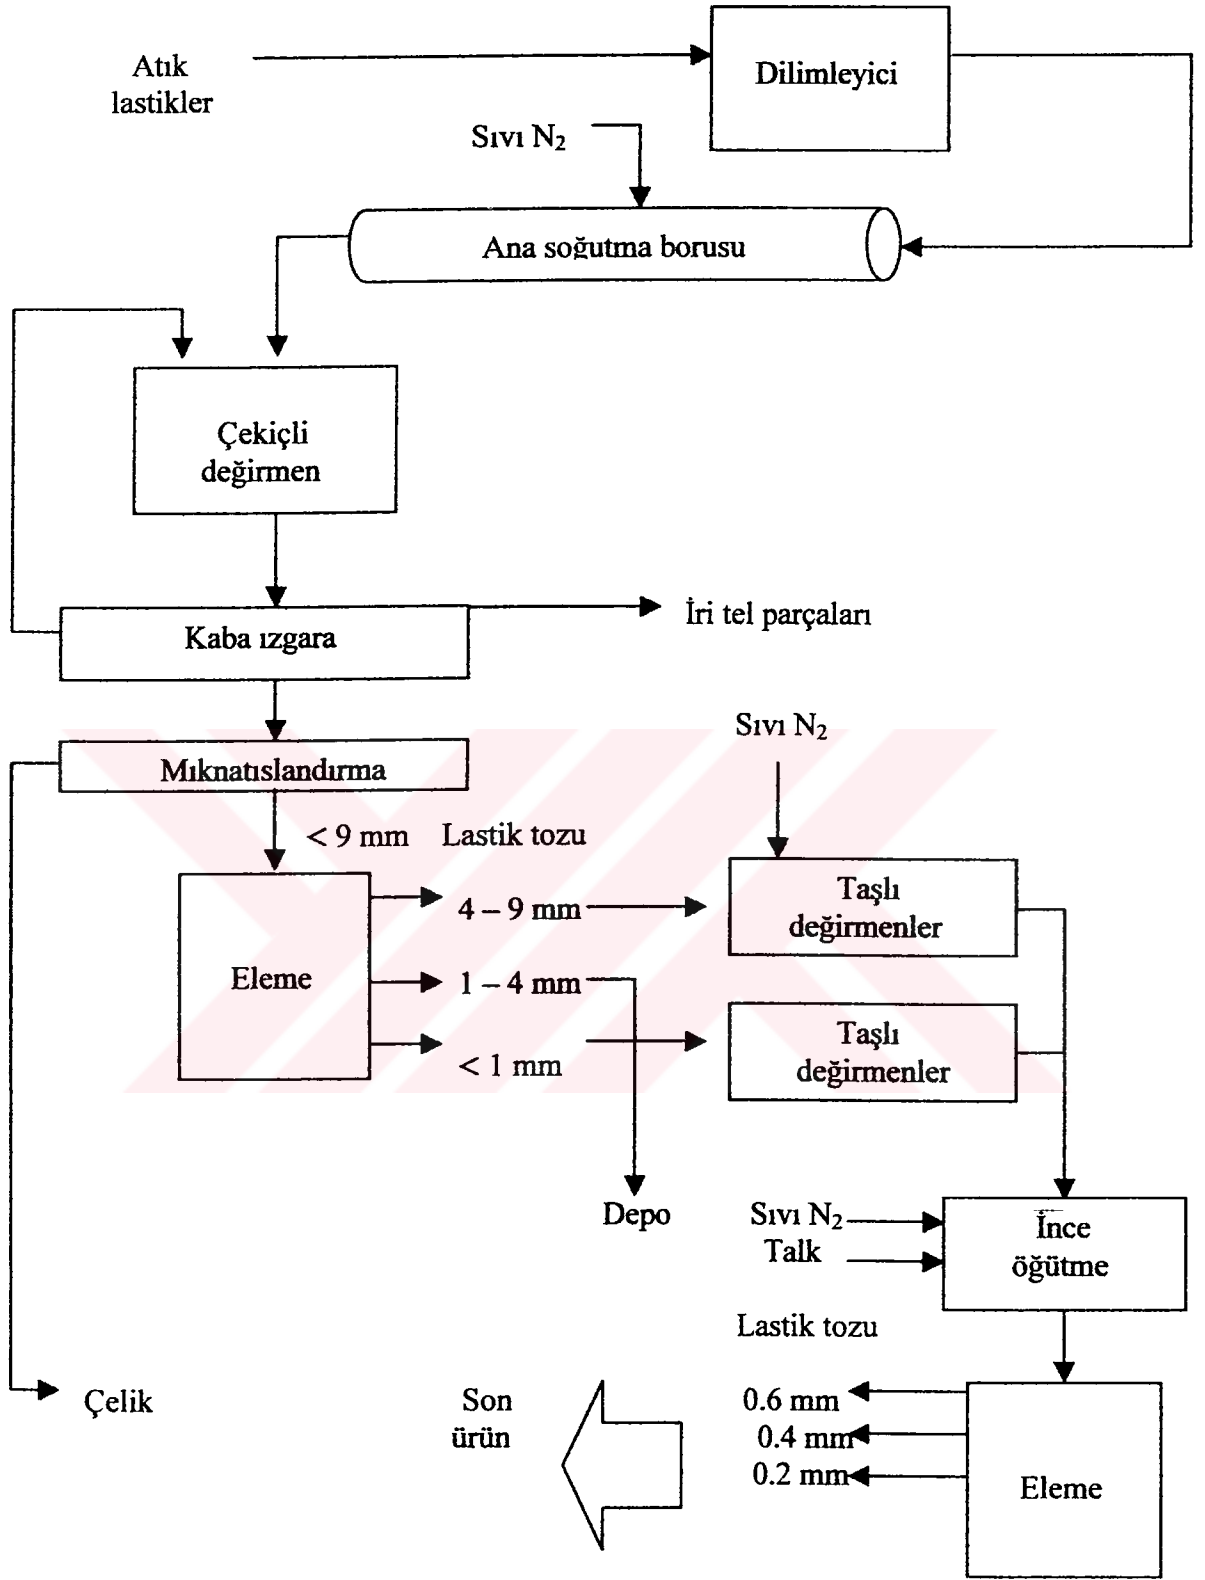 Atık
lastikler
Dilimleyici
Sıvı N₂
Ana soğutma borusu
Çekiçli
değirmen
Kaba ızgara
İri tel parçaları
Sıvı N₂
Mıknatıslandırma
< 9 mm Lastik tozu
Taşlı
değirmenler
4 – 9 mm
Eleme
1 – 4 mm
Taşlı
değirmenler
< 1 mm
Depo
Sıvı N₂
Talk
İnce
öğütme
Lastik tozu
Çelik
Son
ürün
0.6 mm
0.4 mm
0.2 mm
Eleme